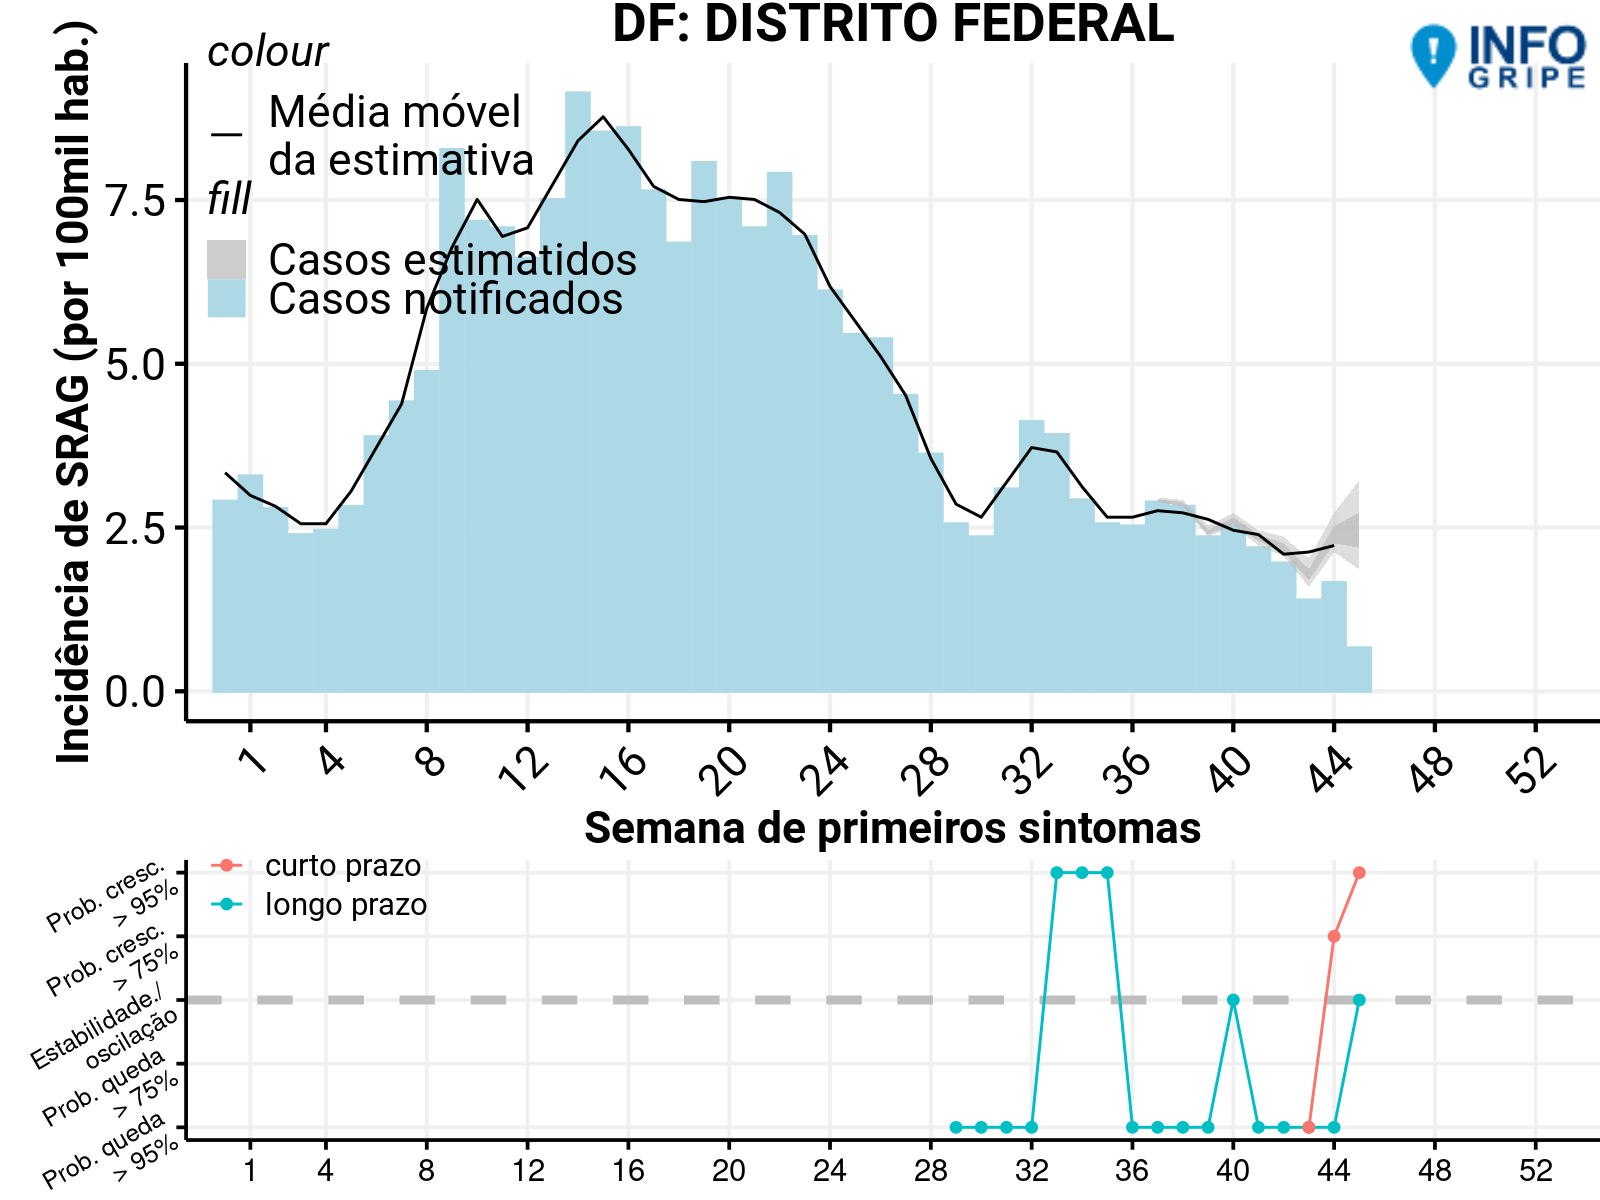 DF: DISTRITO FEDERAL
INFO
GRIPE
Incidência de SRAG (por 100mil hab.)
colour
Média móvel
da estimativa
fill
Casos estimatidos
Casos notificados
7.5
5.0
2.5
0.0
1 4 8 12 16 20 24 28 32 36 40 44 48 52
Semana de primeiros sintomas
curto prazo
longo prazo
Prob. cresc.
> 95%
Prob. cresc.
> 75%
Estabilidade./
oscilação
Prob. queda
> 75%
Prob. queda
> 95%
1 4 8 12 16 20 24 28 32 36 40 44 48 52